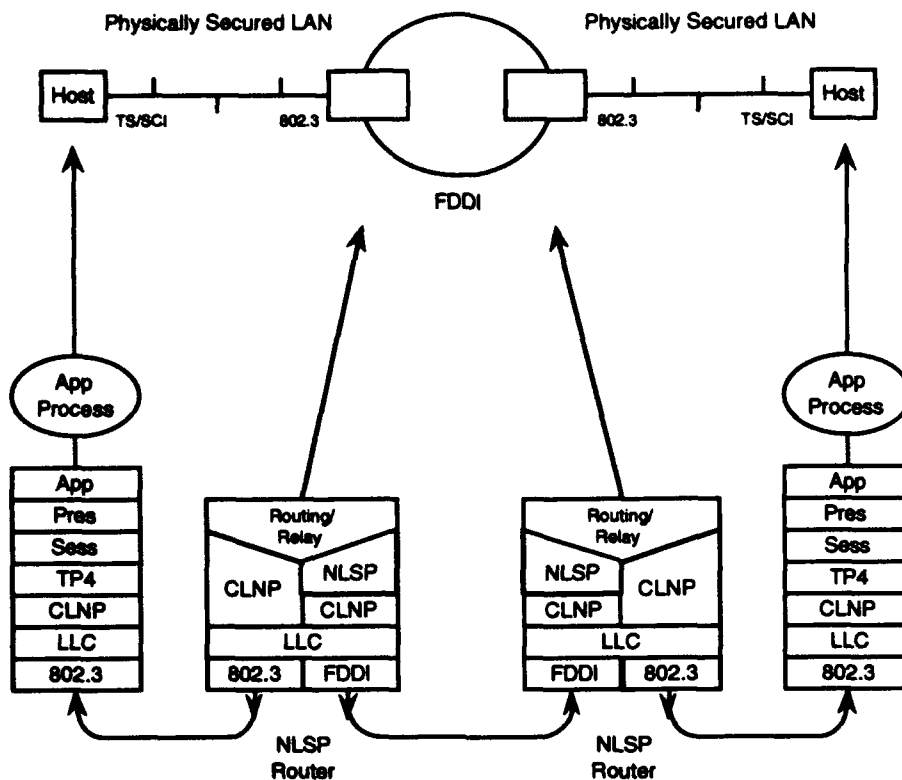 Physically Secured LAN
Physically Secured LAN
Host
TS/SCI
802.3
802.3
TS/SCI
Host
FDDI
App
Process
App
Process
App
Pres
Sess
TP4
CLNP
LLC
802.3
Routing/
Relay
CLNP
NLSP
CLNP
LLC
802.3
FDDI
Routing/
Relay
NLSP
CLNP
CLNP
LLC
FDDI
802.3
App
Pres
Sess
TP4
CLNP
LLC
802.3
NLSP
Router
NLSP
Router